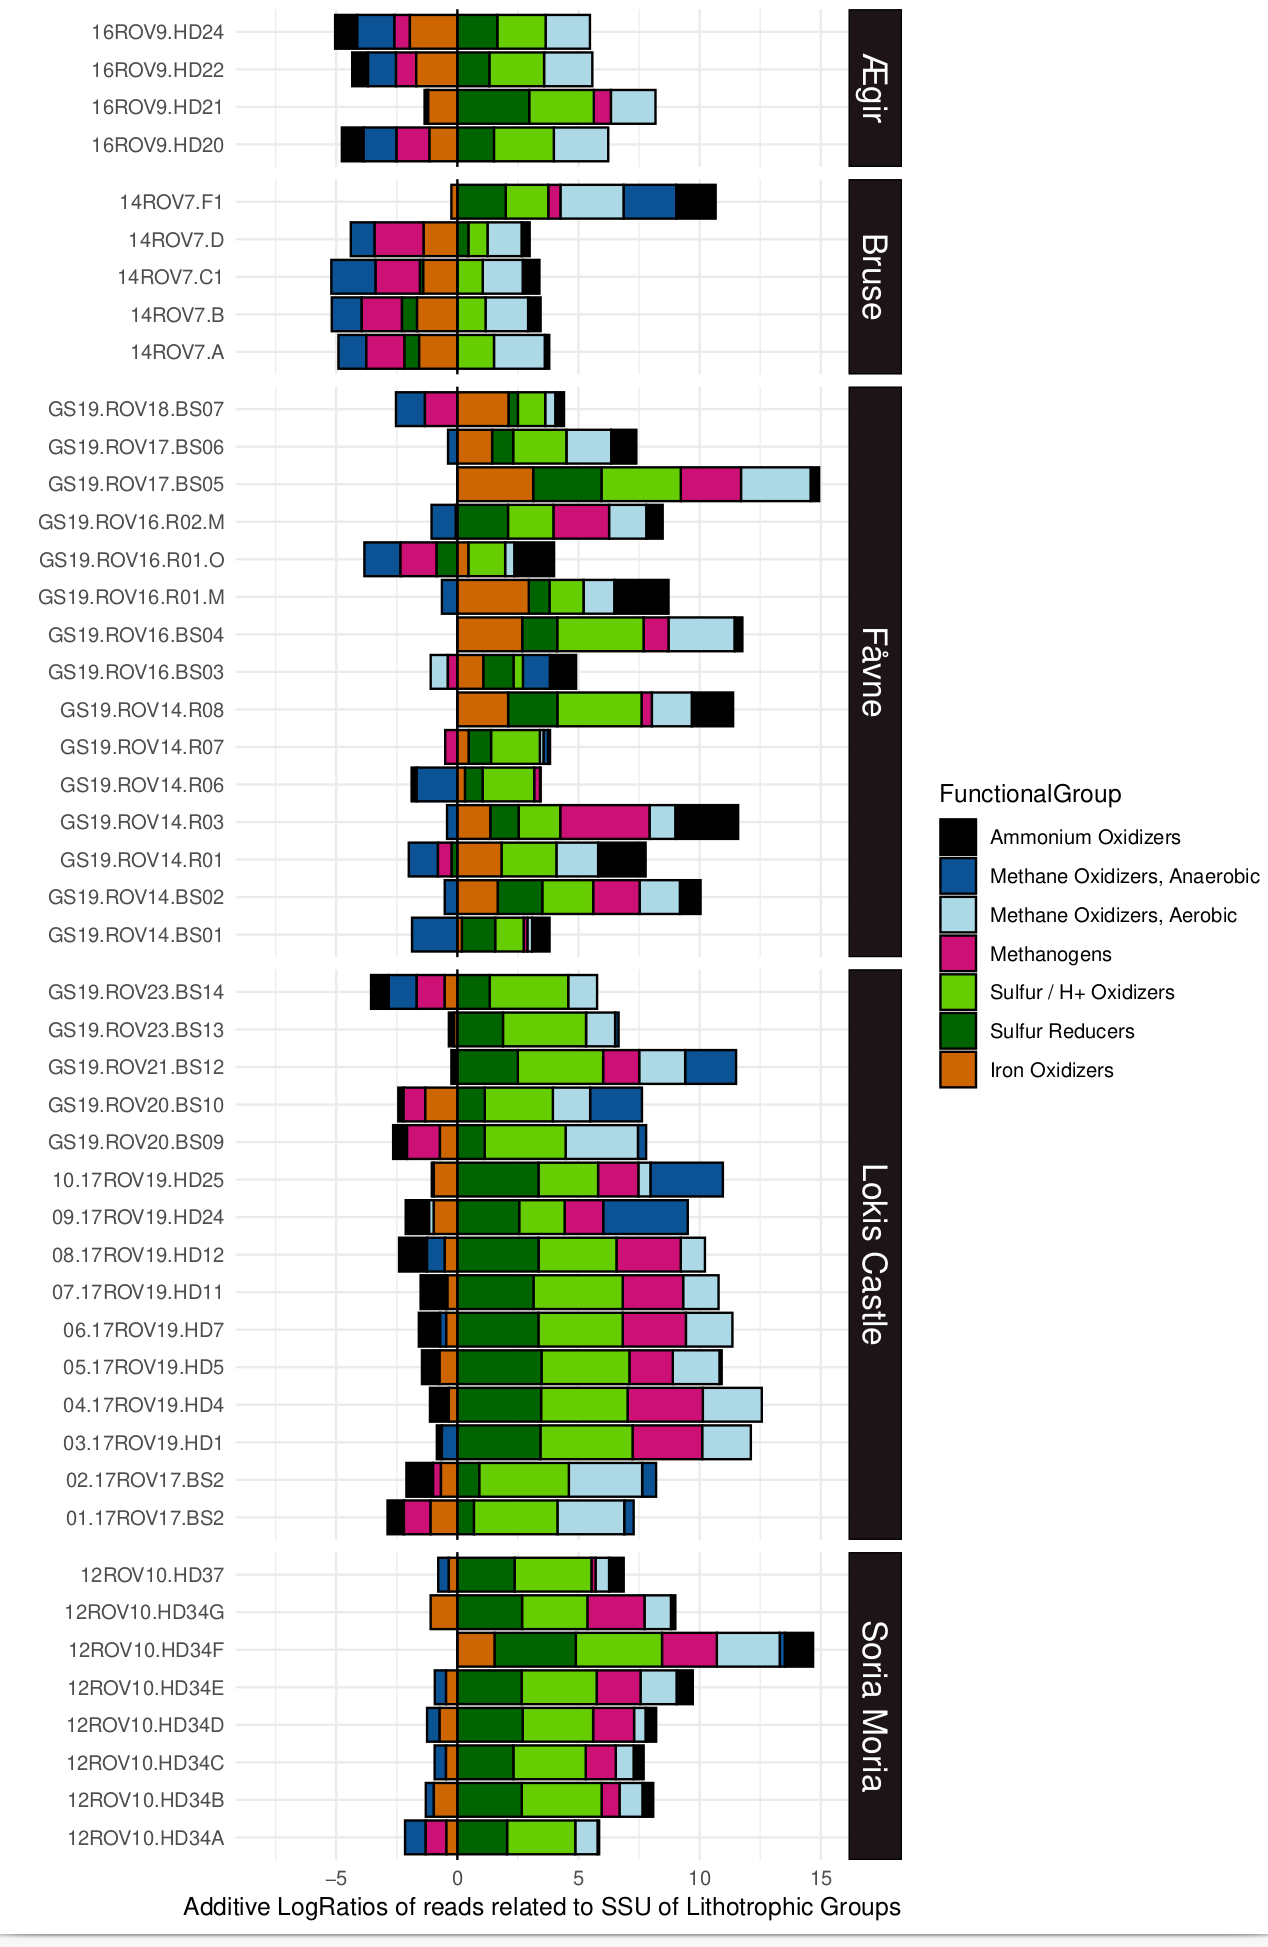 16ROV9.HD24
16ROV9.HD22
16ROV9.HD21
16ROV9.HD20
Ægir
14ROV7.F1
14ROV7.D
14ROV7.C1
14ROV7.B
14ROV7.A
Bruse
GS19.ROV18.BS07
GS19.ROV17.BS06
GS19.ROV17.BS05
GS19.ROV16.R02.M
GS19.ROV16.R01.O
GS19.ROV16.R01.M
GS19.ROV16.BS04
GS19.ROV16.BS03
GS19.ROV14.R08
GS19.ROV14.R07
GS19.ROV14.R06
GS19.ROV14.R03
GS19.ROV14.R01
GS19.ROV14.BS02
GS19.ROV14.BS01
Fåvne
GS19.ROV23.BS14
GS19.ROV23.BS13
GS19.ROV21.BS12
GS19.ROV20.BS10
GS19.ROV20.BS09
10.17ROV19.HD25
09.17ROV19.HD24
08.17ROV19.HD12
07.17ROV19.HD11
06.17ROV19.HD7
05.17ROV19.HD5
04.17ROV19.HD4
03.17ROV19.HD1
02.17ROV17.BS2
01.17ROV17.BS2
Lokis Castle
12ROV10.HD37
12ROV10.HD34G
12ROV10.HD34F
12ROV10.HD34E
12ROV10.HD34D
12ROV10.HD34C
12ROV10.HD34B
12ROV10.HD34A
Soria Moria
−5 0 5 10 15
Additive LogRatios of reads related to SSU of Lithotrophic Groups
FunctionalGroup
Ammonium Oxidizers
Methane Oxidizers, Anaerobic
Methane Oxidizers, Aerobic
Methanogens
Sulfur / H+ Oxidizers
Sulfur Reducers
Iron Oxidizers